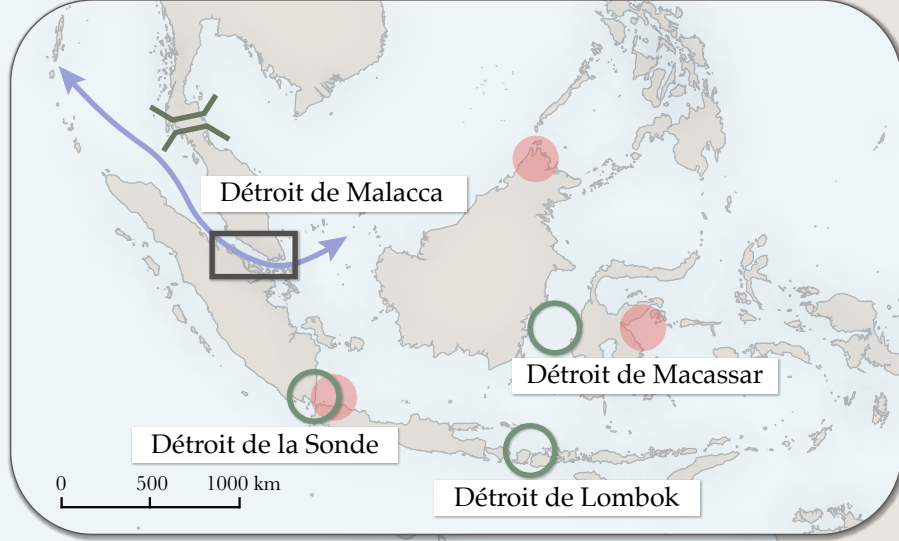 Détroit de Malacca
Détroit de Macassar
Détroit de la Sonde
Détroit de Lombok
0 500 1000 km